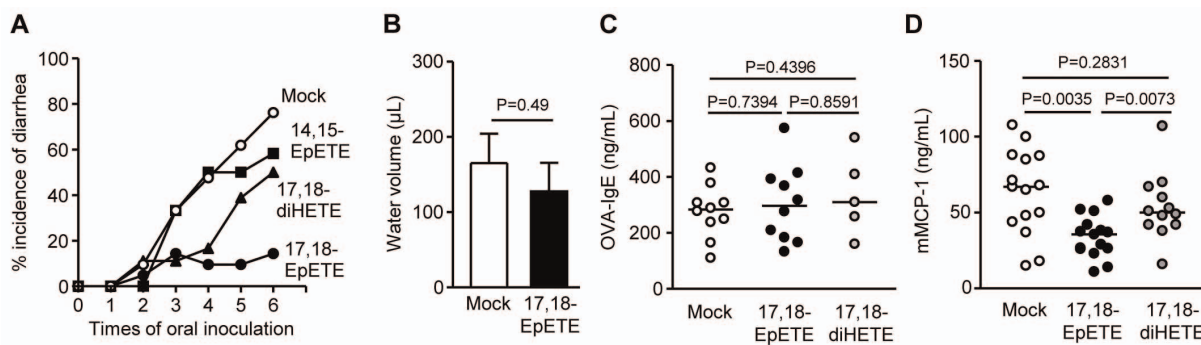 A
% incidence of diarrhea
100
80
60
40
20
0
0 1 2 3 4 5 6
Times of oral inoculation
Mock
14,15-
EpETE
17,18-
diHETE
17,18-
EpETE
B
Water volume (µL)
300
200
100
0
P=0.49
Mock 17,18-
EpETE
C
OVA-IgE (ng/mL)
800
600
400
200
0
P=0.4396
P=0.7394 P=0.8591
Mock 17,18- 17,18-
EpETE diHETE
D
mMCP-1 (ng/mL)
150
100
50
0
P=0.2831
P=0.0035 P=0.0073
Mock 17,18- 17,18-
EpETE diHETE